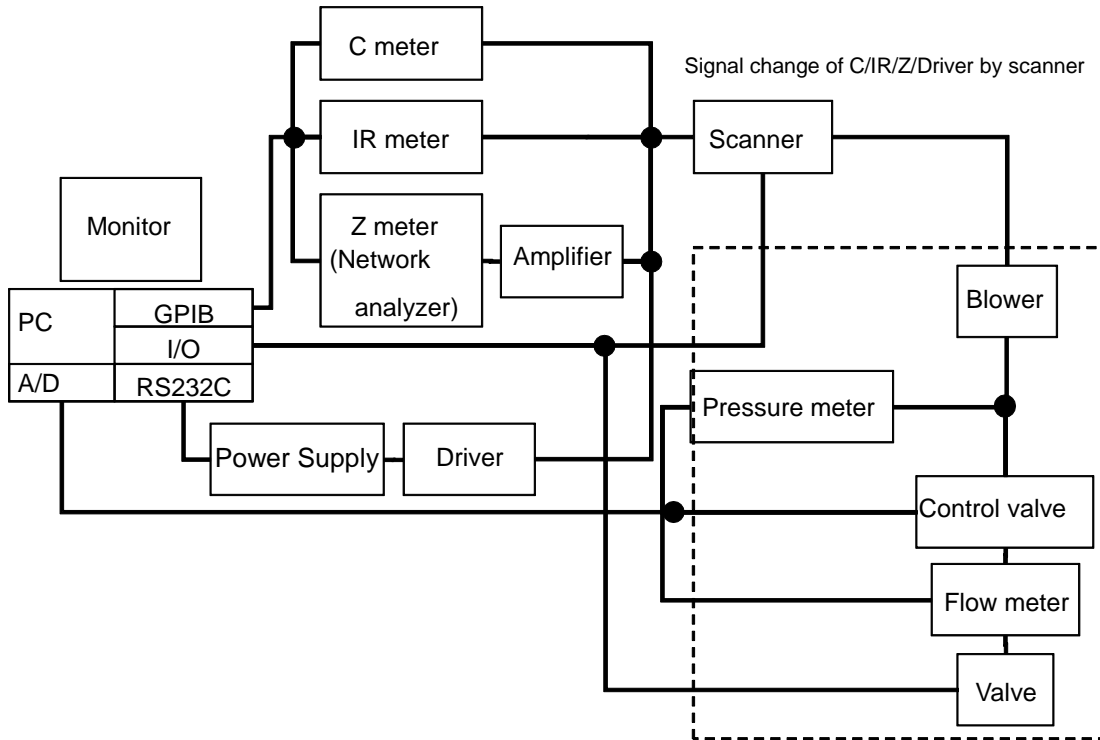 C meter
Signal change of C/IR/Z/Driver by scanner
IR meter
Scanner
Monitor
Z meter
(Network
analyzer)
Amplifier
Blower
PC
GPIB
I/O
A/D
RS232C
Pressure meter
Power Supply
Driver
Control valve
Flow meter
Valve